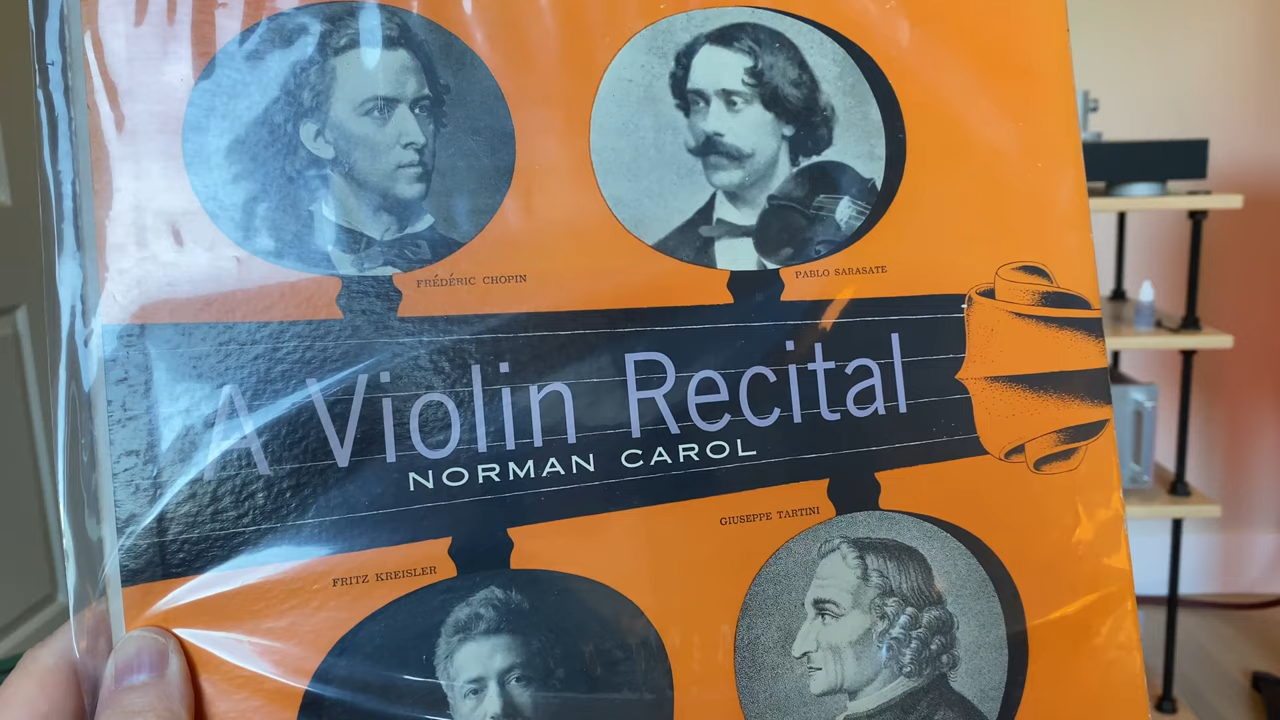 FRÉDÉRIC CHOPIN
PABLO SARASATE
A Violin Recital
NORMAN CAROL
GIUSEPPE TARTINI
FRITZ KREISLER